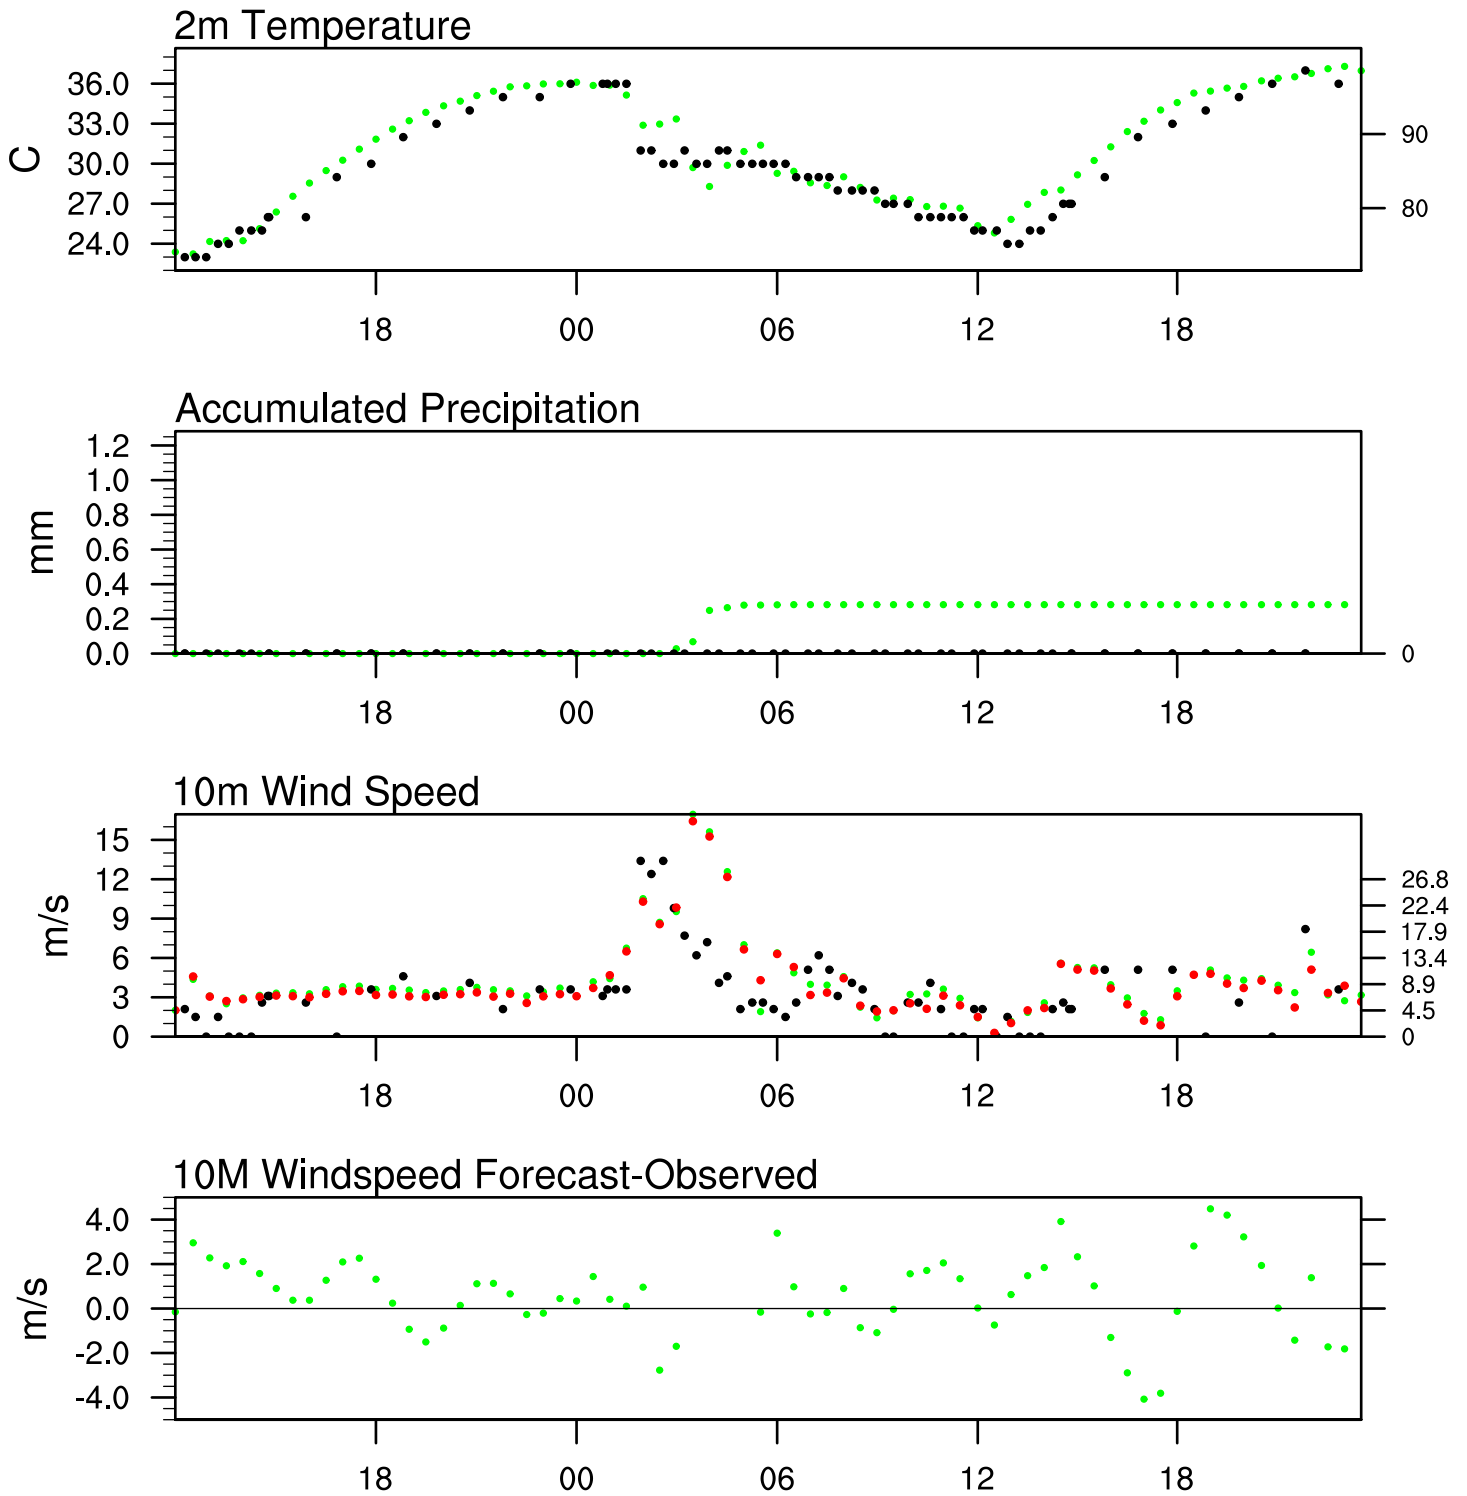 2m Temperature
C
36.0
33.0
30.0
27.0
24.0
90
80
18 00 06 12 18
Accumulated Precipitation
mm
1.2
1.0
0.8
0.6
0.4
0.2
0.0
0
18 00 06 12 18
10m Wind Speed
m/s
15
12
9
6
3
0
26.8
22.4
17.9
13.4
8.9
4.5
0
18 00 06 12 18
10M Windspeed Forecast-Observed
m/s
4.0
2.0
0.0
-2.0
-4.0
18 00 06 12 18